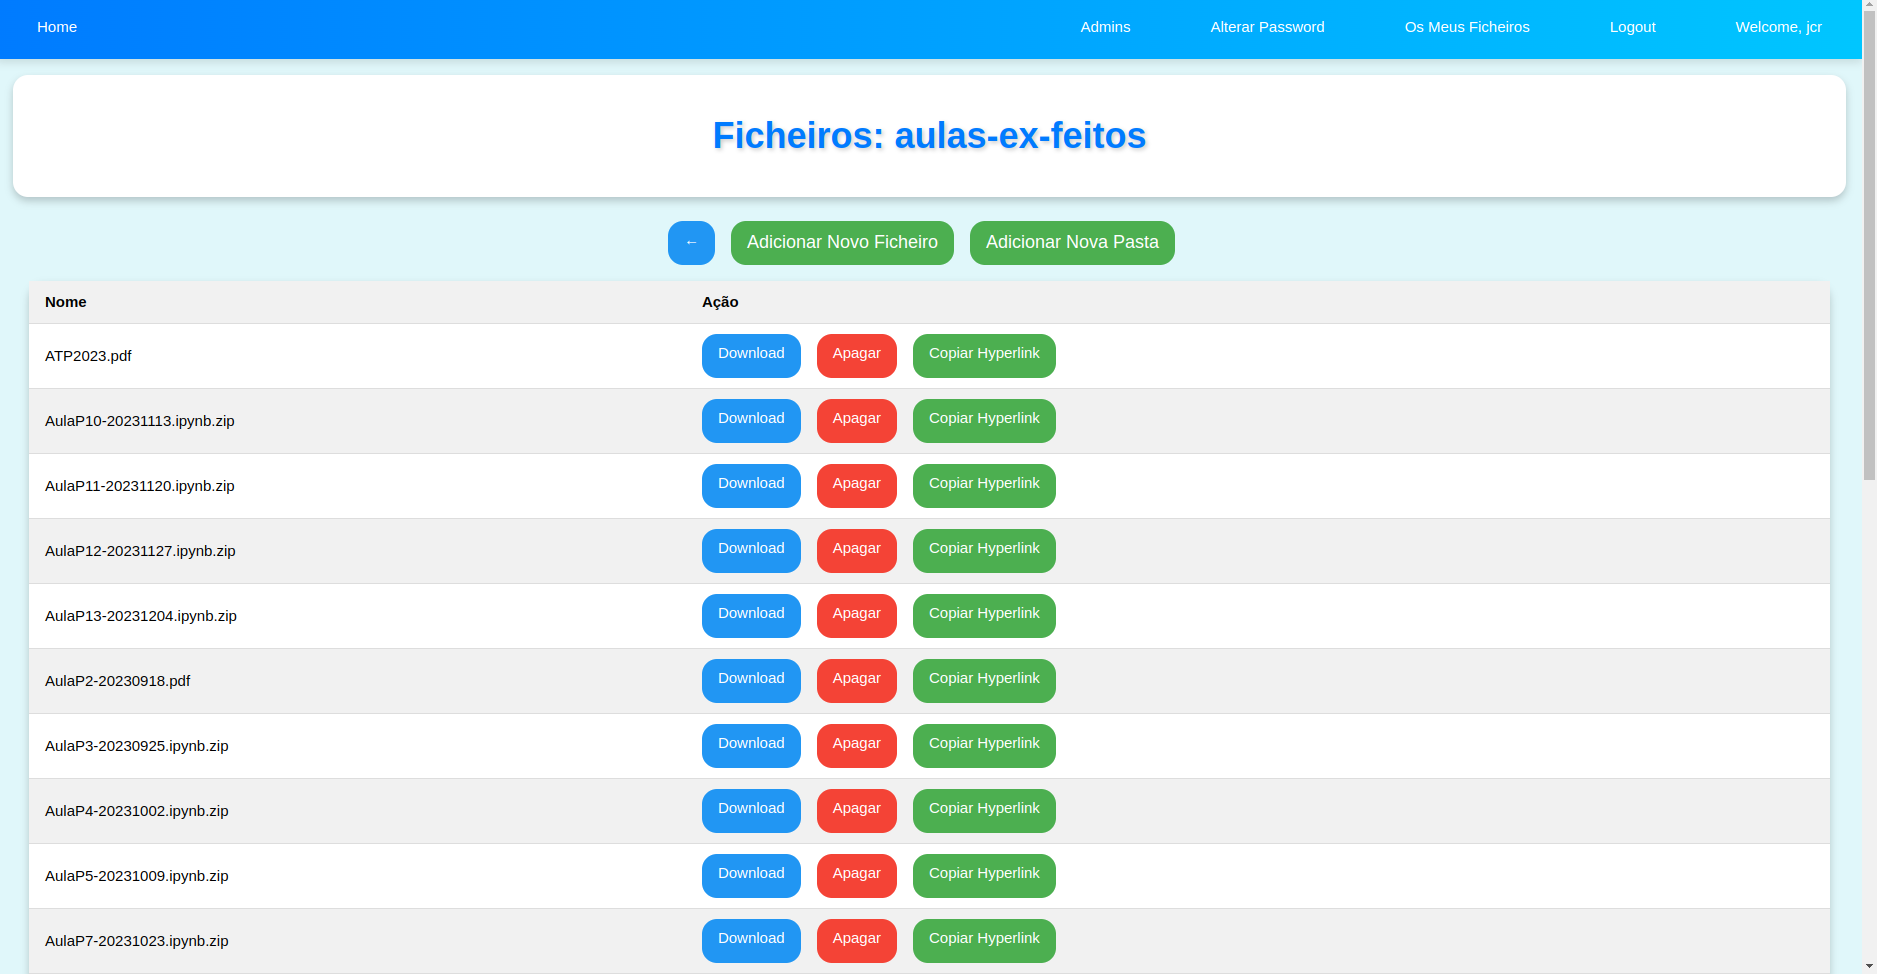 Home Admins Alterar Password Os Meus Ficheiros Logout Welcome, jcr
Ficheiros: aulas-ex-feitos
← Adicionar Novo Ficheiro Adicionar Nova Pasta
Nome Ação
ATP2023.pdf Download Apagar Copiar Hyperlink
AulaP10-20231113.ipynb.zip Download Apagar Copiar Hyperlink
AulaP11-20231120.ipynb.zip Download Apagar Copiar Hyperlink
AulaP12-20231127.ipynb.zip Download Apagar Copiar Hyperlink
AulaP13-20231204.ipynb.zip Download Apagar Copiar Hyperlink
AulaP2-20230918.pdf Download Apagar Copiar Hyperlink
AulaP3-20230925.ipynb.zip Download Apagar Copiar Hyperlink
AulaP4-20231002.ipynb.zip Download Apagar Copiar Hyperlink
AulaP5-20231009.ipynb.zip Download Apagar Copiar Hyperlink
AulaP7-20231023.ipynb.zip Download Apagar Copiar Hyperlink